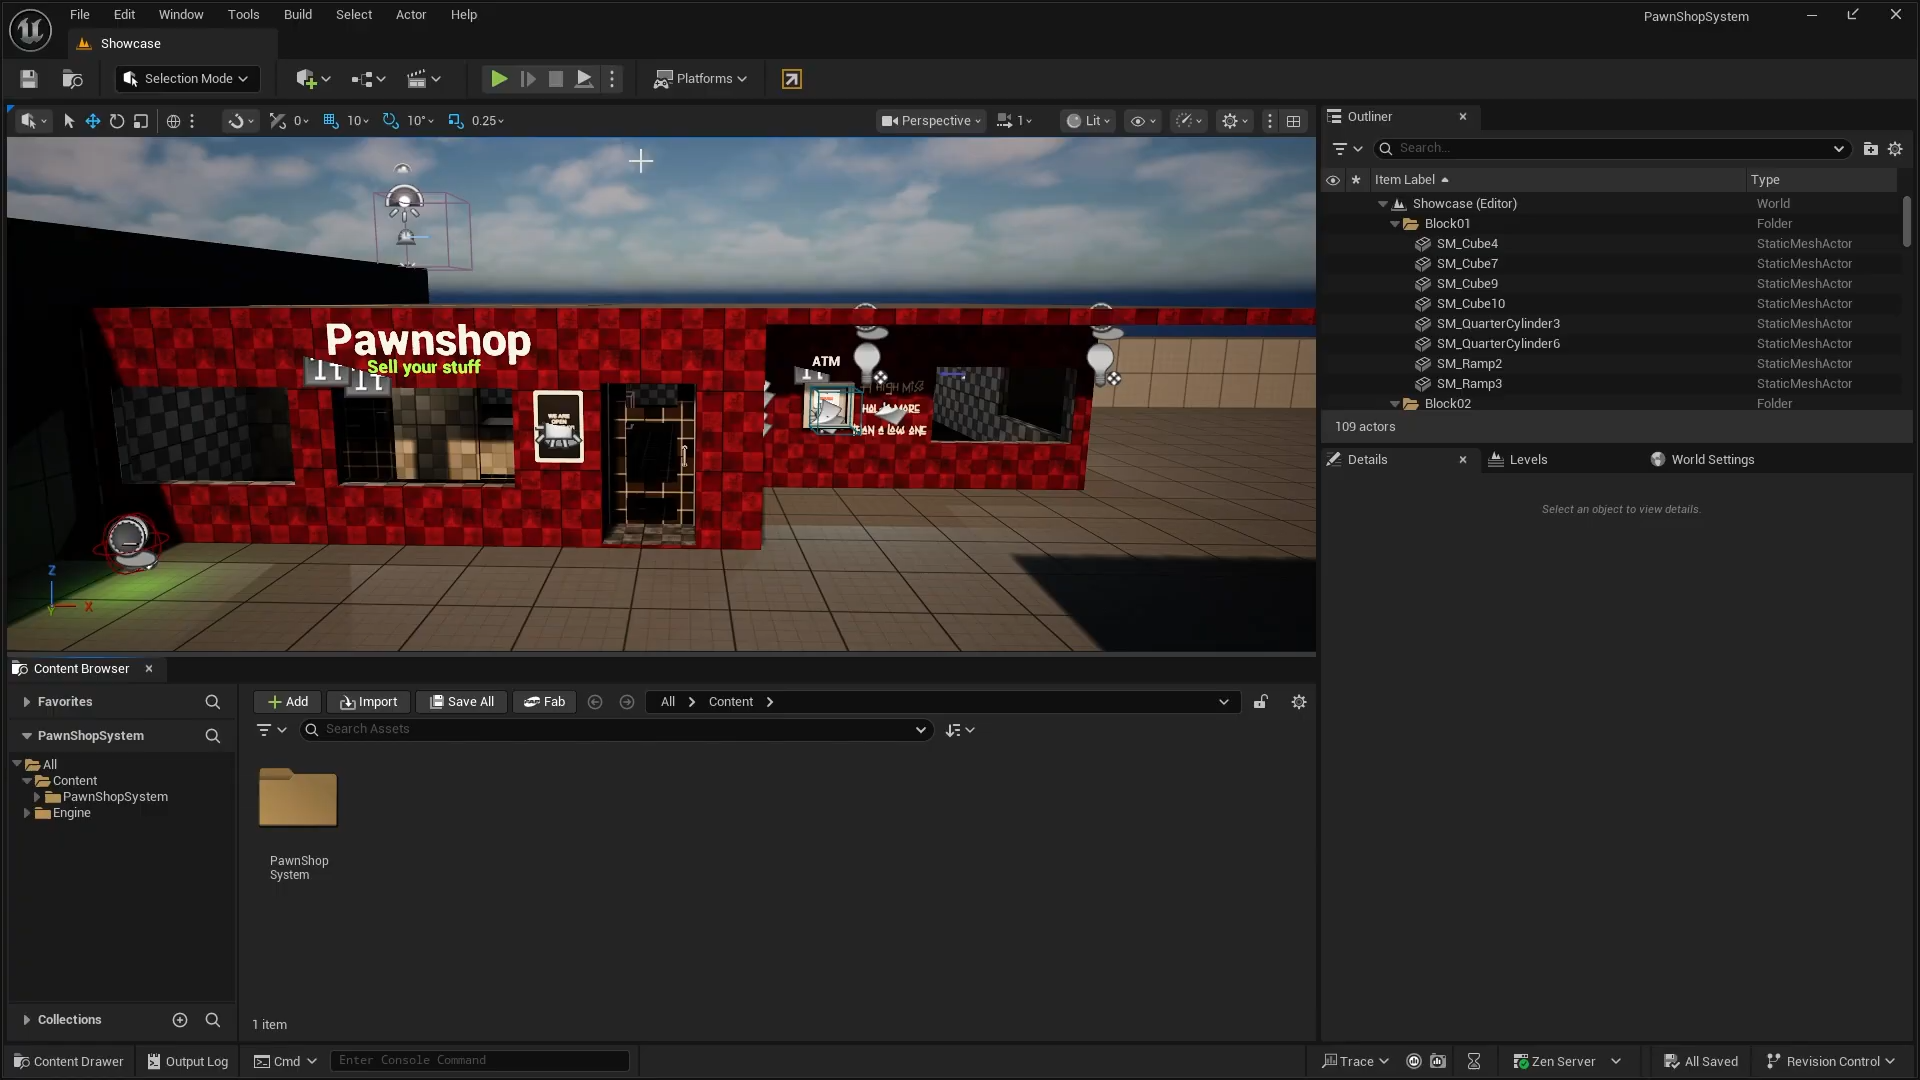 File Edit Window Tools Build Select Actor Help
PawnShopSystem
Showcase
Selection Mode
Platforms
0 10 10° 0.25
Perspective 1 Lit
Pawnshop
Sell your stuff
ATM
WE ARE
OPEN
Z
X
Y
Outliner
Search...
Item Label Type
Showcase (Editor) World
Block01 Folder
SM_Cube4 StaticMeshActor
SM_Cube7 StaticMeshActor
SM_Cube9 StaticMeshActor
SM_Cube10 StaticMeshActor
SM_QuarterCylinder3 StaticMeshActor
SM_QuarterCylinder6 StaticMeshActor
SM_Ramp2 StaticMeshActor
SM_Ramp3 StaticMeshActor
Block02 Folder
109 actors
Details Levels World Settings
Select an object to view details.
Content Browser
Favorites
PawnShopSystem
All
Content
PawnShopSystem
Engine
Collections
Add Import Save All Fab All Content
Search Assets
PawnShop
System
1 item
Content Drawer Output Log Cmd Enter Console Command Trace Zen Server All Saved Revision Control